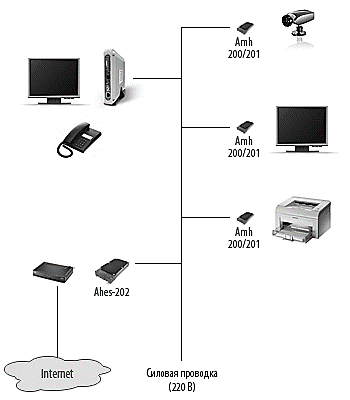 Amh
200/201
Amh
200/201
Amh
200/201
Ahes-202
Internet
Силовая проводка
(220 В)